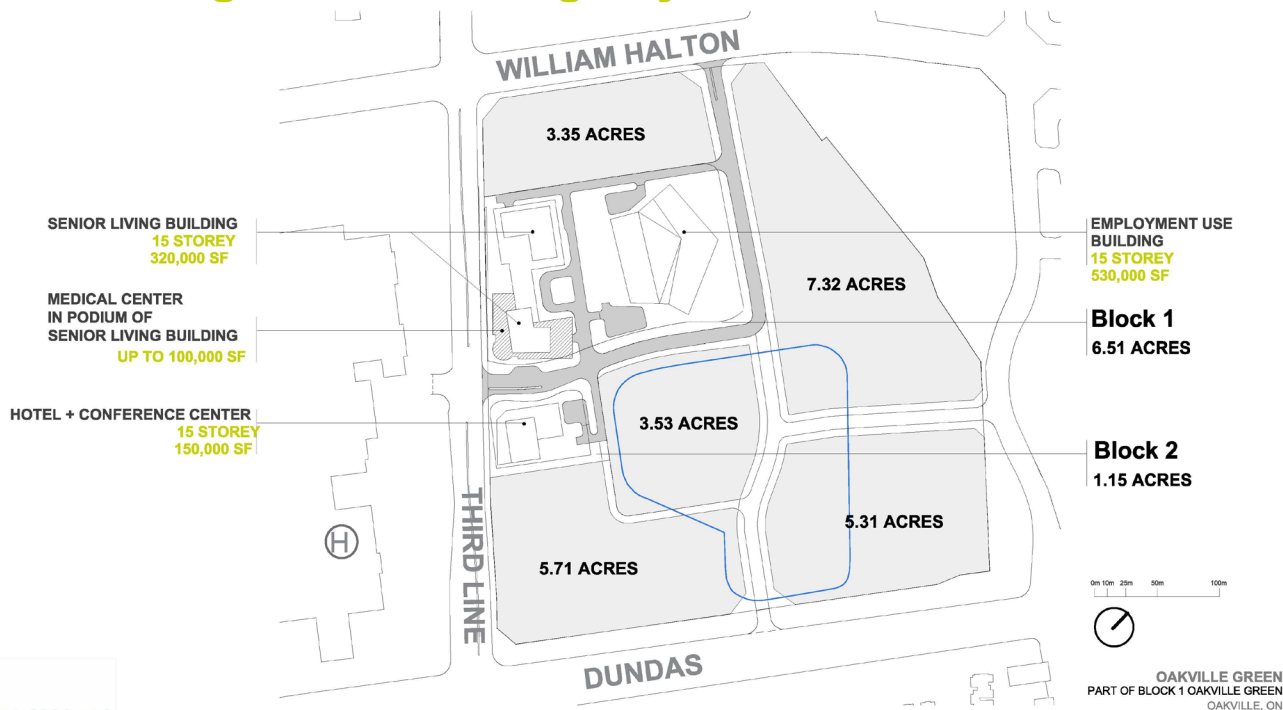 WILLIAM HALTON
3.35 ACRES
SENIOR LIVING BUILDING
15 STOREY
320,000 SF
MEDICAL CENTER
IN PODIUM OF
SENIOR LIVING BUILDING
UP TO 100,000 SF
HOTEL + CONFERENCE CENTER
15 STOREY
150,000 SF
EMPLOYMENT USE
BUILDING
15 STOREY
530,000 SF
7.32 ACRES
Block 1
6.51 ACRES
3.53 ACRES
Block 2
1.15 ACRES
5.31 ACRES
5.71 ACRES
THIRD LINE
H
DUNDAS
0m 10m 25m 50m 100m
OAKVILLE GREEN
PART OF BLOCK 1 OAKVILLE GREEN
OAKVILLE, ON